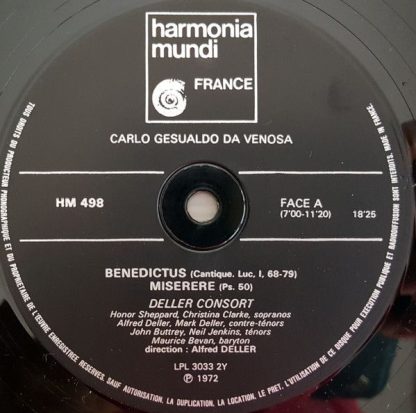 harmonia
mundi
FRANCE
CARLO GESUALDO DA VENOSA
HM 498
FACE A
(7'00-11'20) 18'25
BENEDICTUS (Cantique. Luc, I, 68-79)
MISERERE (Ps. 50)
DELLER CONSORT
Honor Sheppard, Christina Clarke, sopranos
Alfred Deller, Mark Deller, contre-ténors
John Buttrey, Neil Jenkins, ténors
Maurice Bevan, baryton
direction : Alfred DELLER
LPL 3033 2Y
℗ 1972
TOUS DROITS DU PRODUCTEUR PHONOGRAPHIQUE ET DU PROPRIETAIRE DE L'ŒUVRE ENREGISTREE RESERVES. SAUF AUTORISATION. LA DUPLICATION. LA LOCATION. LE PRET. L'UTILISATION DE CE DISQUE POUR EXECUTION PUBLIQUE ET RADIODIFFUSION SONT INTERDITS. MADE IN FRANCE.